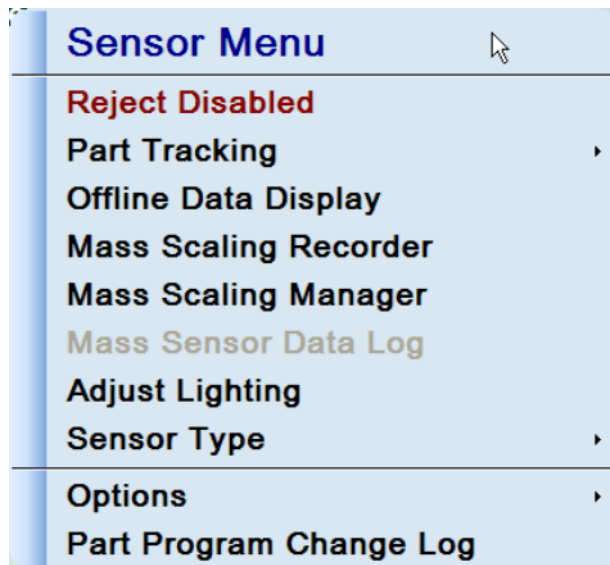 Sensor Menu
Reject Disabled
Part Tracking
Offline Data Display
Mass Scaling Recorder
Mass Scaling Manager
Mass Sensor Data Log
Adjust Lighting
Sensor Type
Options
Part Program Change Log